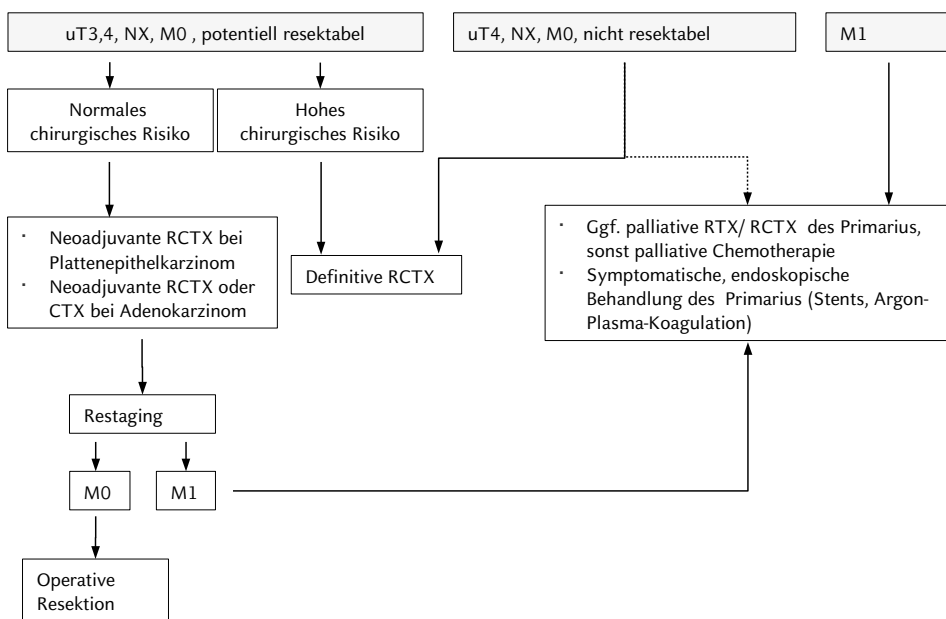 uT3,4, NX, M0 , potentiell resektabel
uT4, NX, M0, nicht resektabel
M1
Normales
chirurgisches Risiko
Hohes
chirurgisches Risiko
· Neoadjuvante RCTX bei
Plattenepithelkarzinom
· Neoadjuvante RCTX oder
CTX bei Adenokarzinom
Definitive RCTX
· Ggf. palliative RTX/ RCTX des Primarius,
sonst palliative Chemotherapie
· Symptomatische, endoskopische
Behandlung des Primarius (Stents, Argon-
Plasma-Koagulation)
Restaging
M0
M1
Operative
Resektion